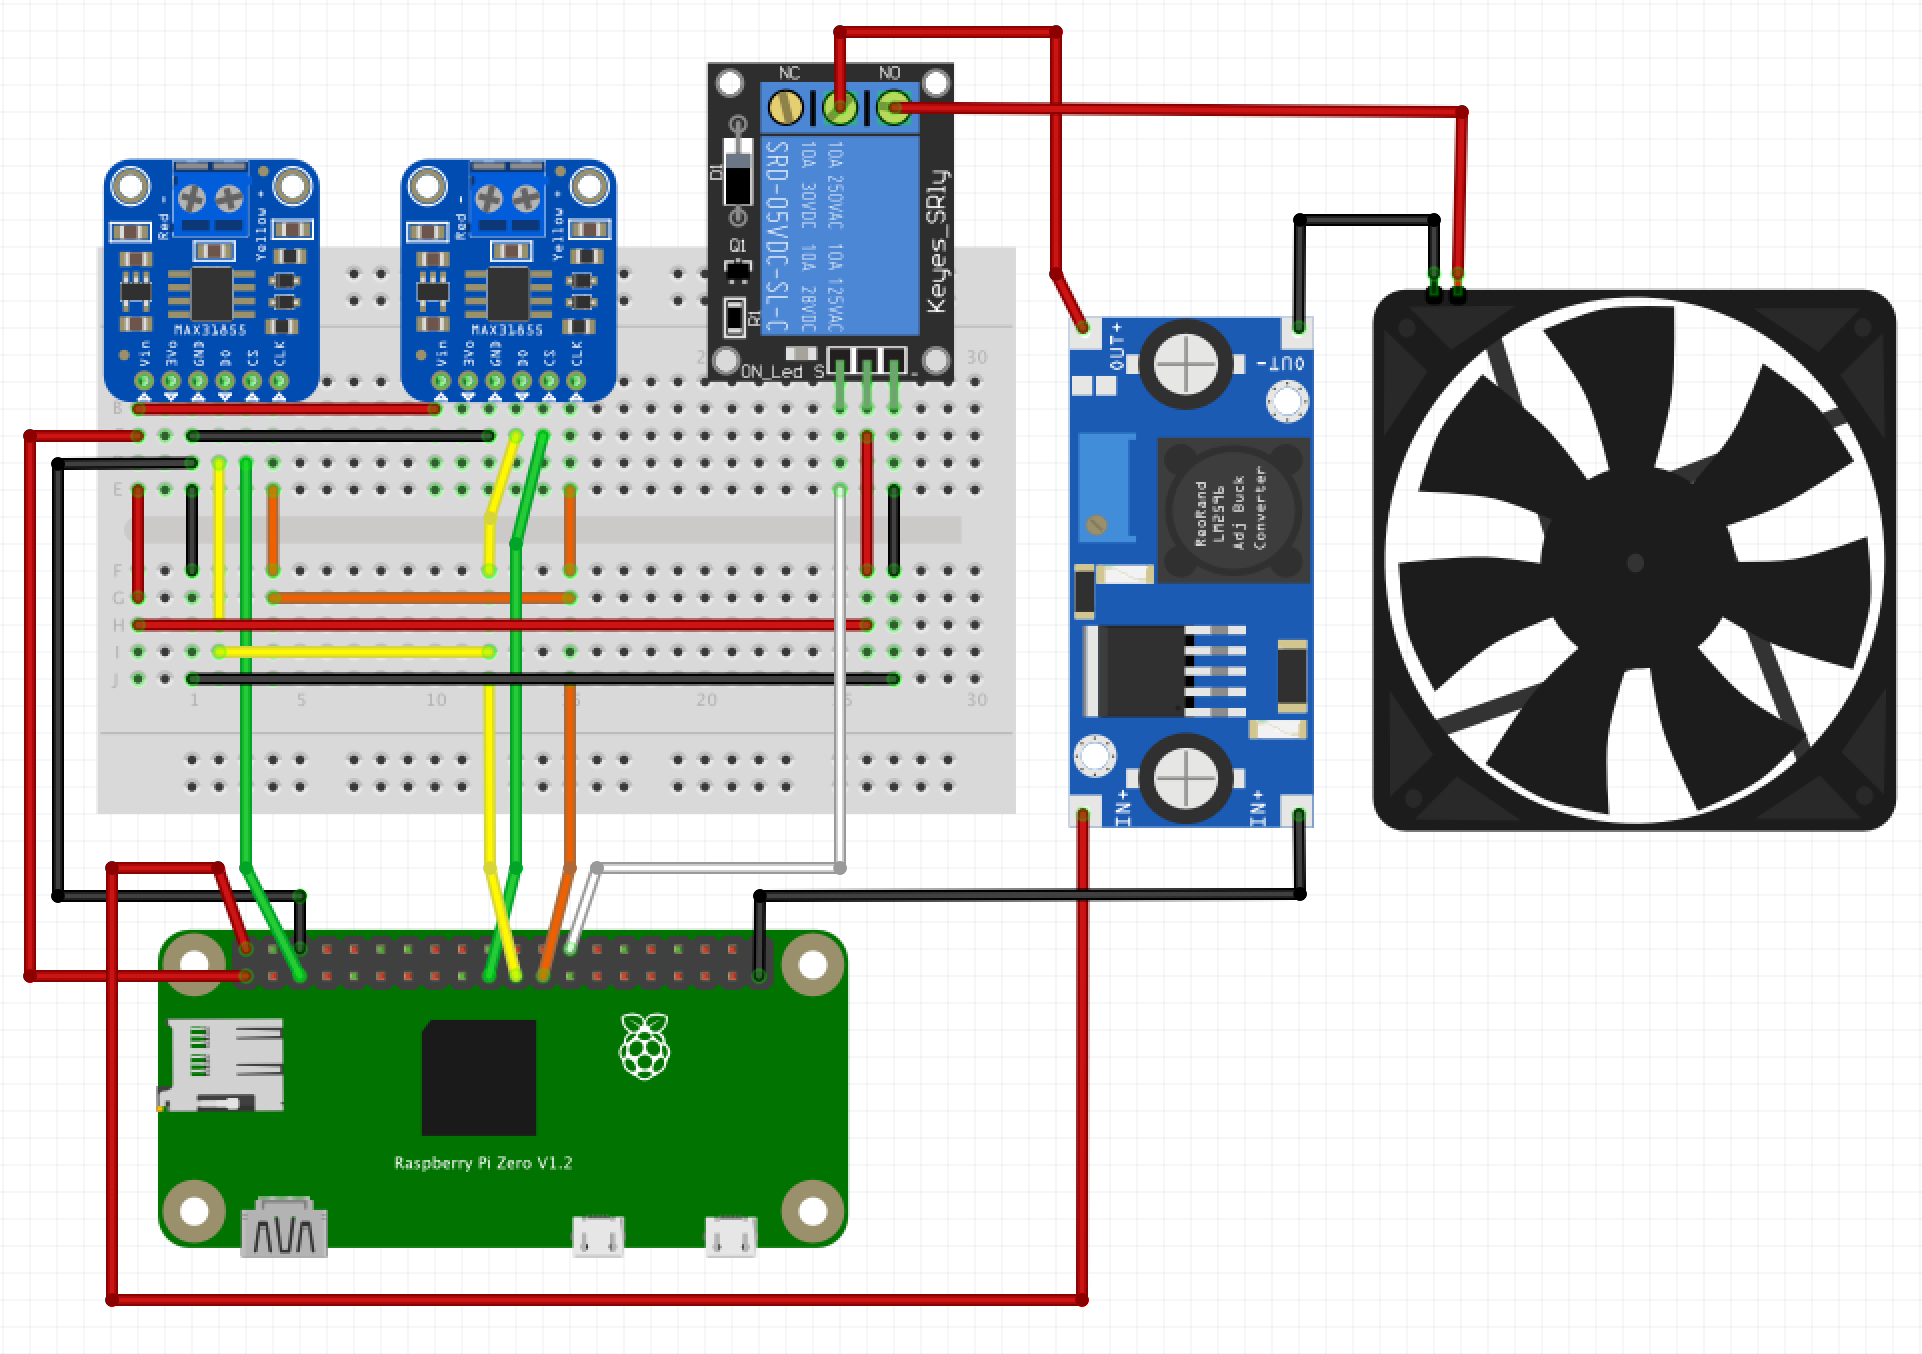 NC
NO
SRD-05VDC-SL-C
10A 30VDC 10A 28VDC
10A 250VAC 10A 125VAC
Keyes_SRly
D1
Q1
R1
ON_Led S
-
Red -
Yellow +
MAX31855
Vin
3Vo
GND
DO
CS
CLK
Red -
Yellow +
MAX31855
Vin
3Vo
GND
DO
CS
CLK
30
B
E
F
G
H
I
J
1
5
10
20
30
OUT+
OUT-
ReoRand
LM2596
Adj Buck
Converter
IN+
IN+
Raspberry Pi Zero V1.2